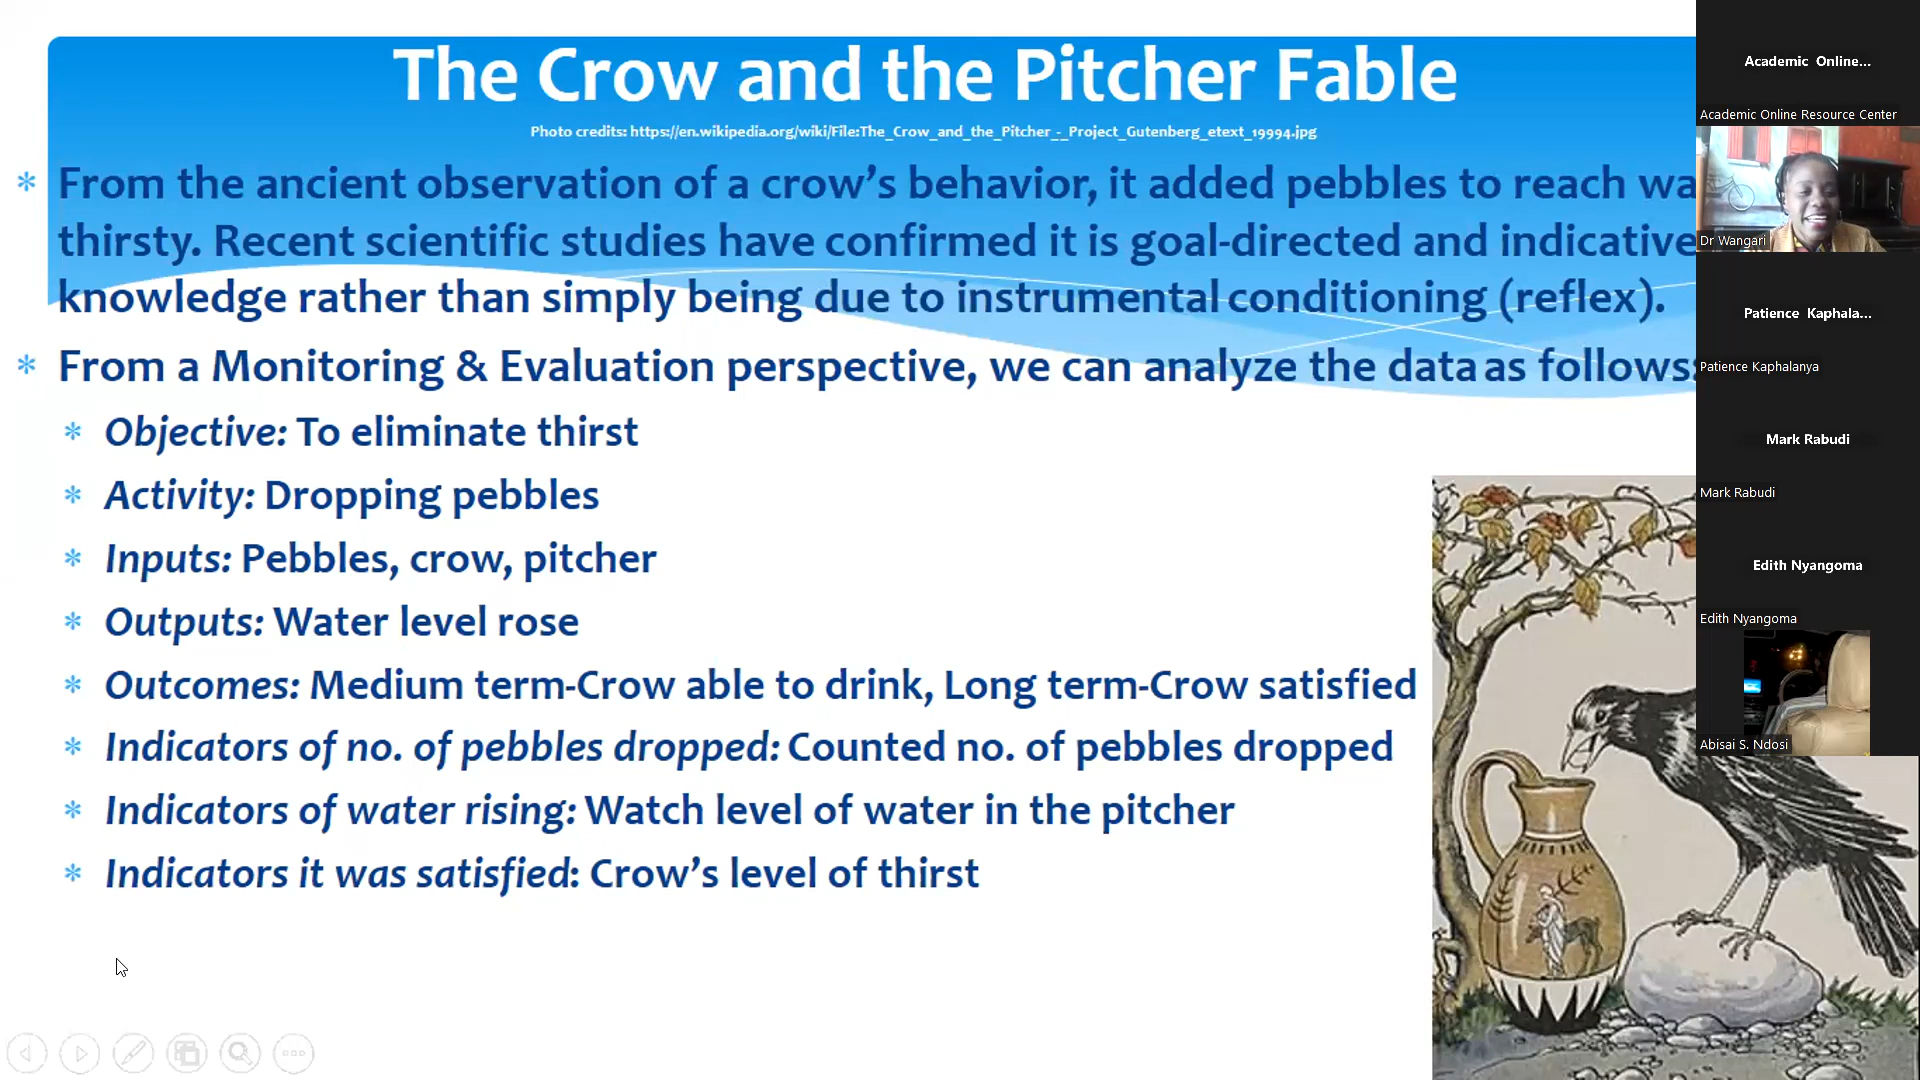 The Crow and the Pitcher Fable
Photo credits: https://en.wikipedia.org/wiki/File:The_Crow_and_the_Pitcher_-_Project_Gutenberg_etext_19994.jpg
* From the ancient observation of a crow’s behavior, it added pebbles to reach wa
thirsty. Recent scientific studies have confirmed it is goal-directed and indicative
knowledge rather than simply being due to instrumental conditioning (reflex).
* From a Monitoring & Evaluation perspective, we can analyze the data as follows:
* Objective: To eliminate thirst
* Activity: Dropping pebbles
* Inputs: Pebbles, crow, pitcher
* Outputs: Water level rose
* Outcomes: Medium term-Crow able to drink, Long term-Crow satisfied
* Indicators of no. of pebbles dropped: Counted no. of pebbles dropped
* Indicators of water rising: Watch level of water in the pitcher
* Indicators it was satisfied: Crow’s level of thirst
Academic Online...
Academic Online Resource Center
Dr Wangari
Patience Kaphala...
Patience Kaphalanya
Mark Rabudi
Mark Rabudi
Edith Nyangoma
Edith Nyangoma
Abisai S. Ndosi